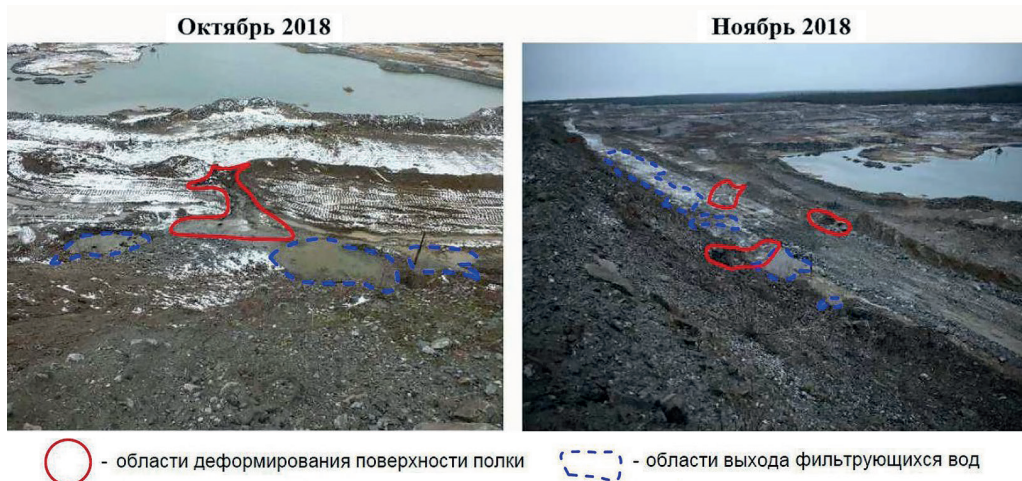 Октябрь 2018
Ноябрь 2018
- области деформирования поверхности полки
- области выхода фильтрующихся вод